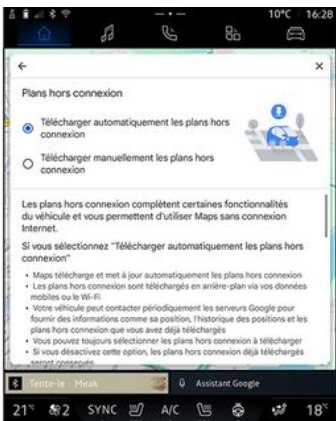 10°C 16:28
Plans hors connexion
Télécharger automatiquement les plans hors
connexion
Télécharger manuellement les plans hors
connexion
Les plans hors connexion complètent certaines fonctionnalités
du véhicule et vous permettent d'utiliser Maps sans connexion
Internet.
Si vous sélectionnez "Télécharger automatiquement les plans hors
connexion"
• Maps télécharge et met à jour automatiquement les plans hors connexion
• Les plans hors connexion sont téléchargés en arrière-plan via vos données
mobiles ou le Wi-Fi
• Votre véhicule peut contacter périodiquement les serveurs Google pour
fournir des informations comme sa position, l'historique des positions et les
plans hors connexion que vous avez déjà téléchargés
• Vous pouvez toujours sélectionner les plans hors connexion à télécharger
• Si vous désactivez cette option, les plans hors connexion déjà téléchargés
seront conservés
Tente-le Meak
Assistant Google
21° 2 SYNC A/C 18°